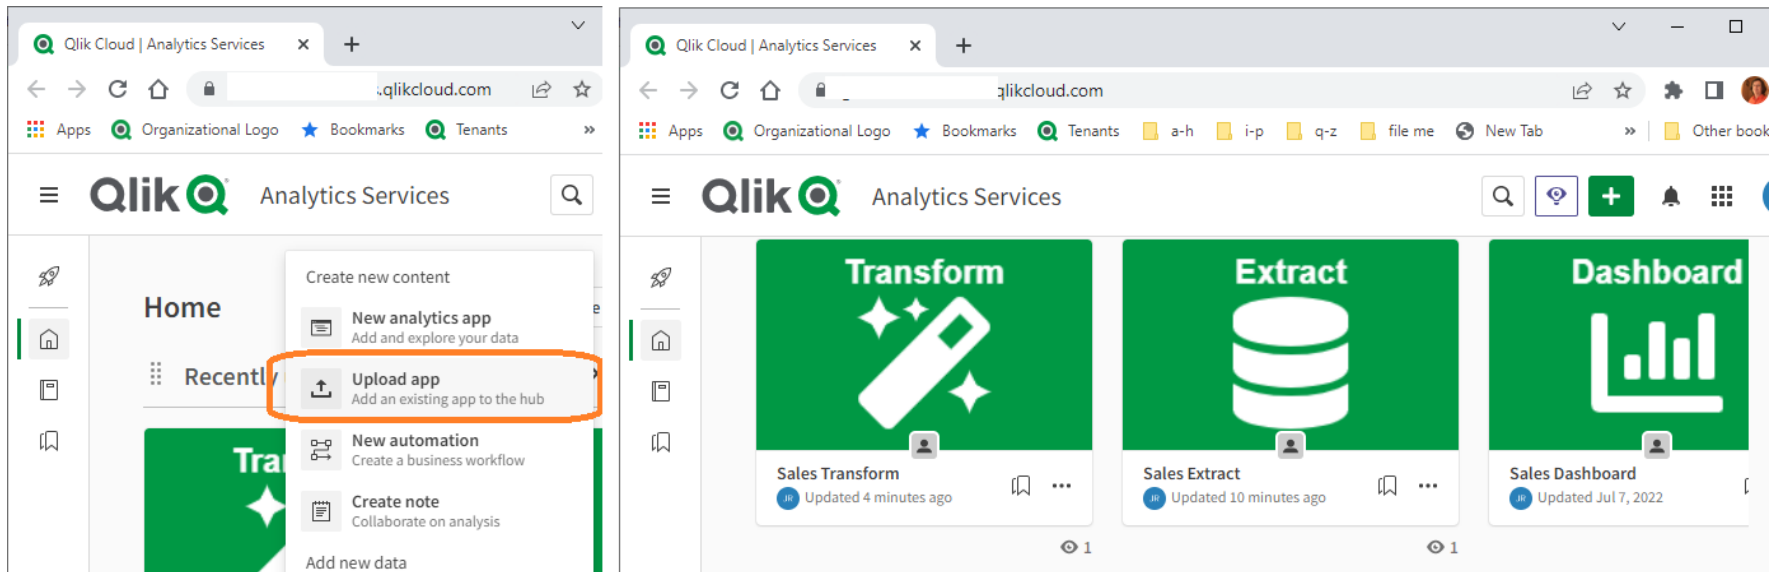 Qlik Cloud | Analytics Services
.qlikcloud.com
Apps Organizational Logo Bookmarks Tenants »
Qlik Analytics Services
Home
Recently
Tra
Create new content
New analytics app
Add and explore your data
Upload app
Add an existing app to the hub
New automation
Create a business workflow
Create note
Collaborate on analysis
Add new data
Qlik Cloud | Analytics Services
qlikcloud.com
Apps Organizational Logo Bookmarks Tenants a-h i-p q-z file me New Tab » Other book
Qlik Analytics Services
Transform
Sales Transform
JR Updated 4 minutes ago
1
Extract
Sales Extract
JR Updated 10 minutes ago
1
Dashboard
Sales Dashboard
JR Updated Jul 7, 2022